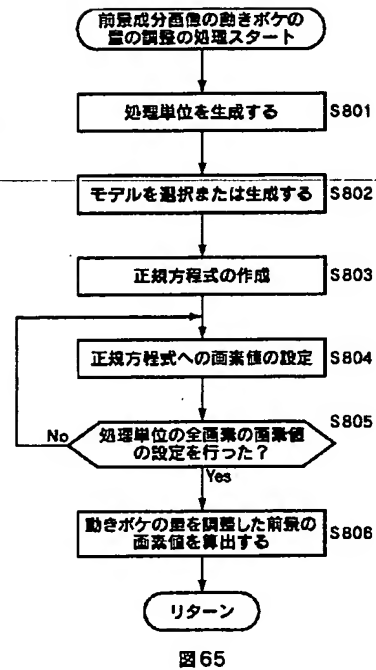 前景成分画像の動きボケの
量の調整の処理スタート
処理単位を生成する
S801
モデルを選択または生成する
S802
正規方程式の作成
S803
正規方程式への画素値の設定
S804
処理単位の全画素の画素値
の設定を行った？
S805
No
Yes
動きボケの量を調整した前景の
画素値を算出する
S806
リターン
図65